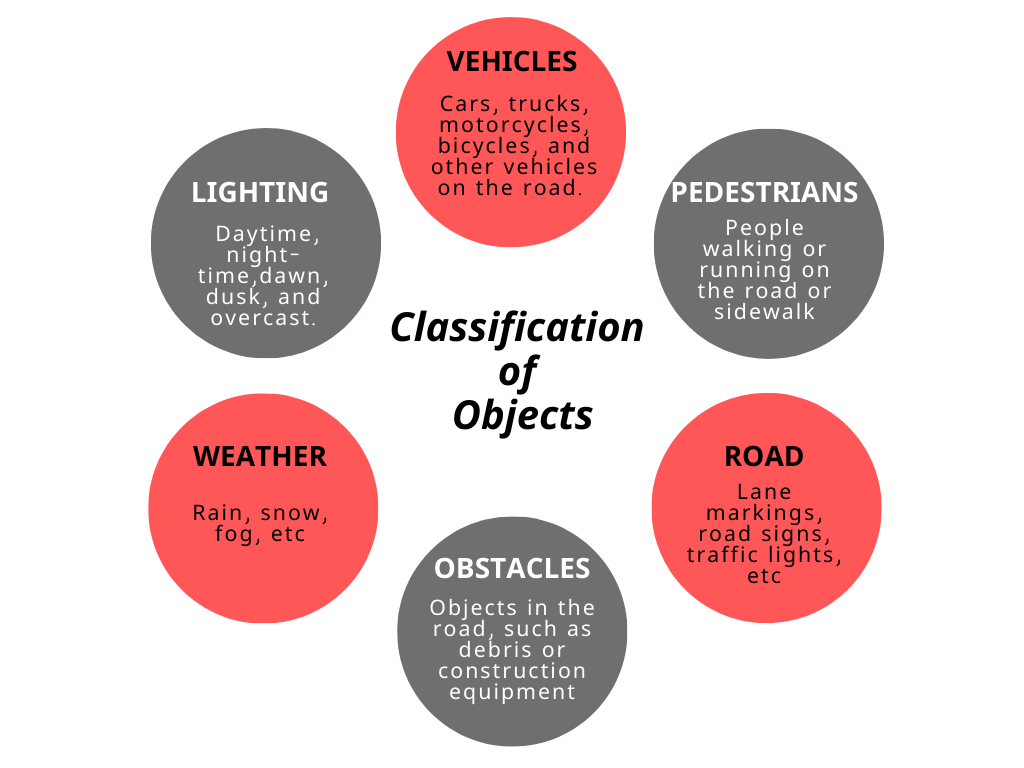 VEHICLES
Cars, trucks,
motorcycles,
bicycles, and
other vehicles
on the road.
LIGHTING
Daytime,
night-
time,dawn,
dusk, and
overcast.
PEDESTRIANS
People
walking or
running on
the road or
sidewalk
Classification
of
Objects
WEATHER
Rain, snow,
fog, etc
ROAD
Lane
markings,
road signs,
traffic lights,
etc
OBSTACLES
Objects in the
road, such as
debris or
construction
equipment